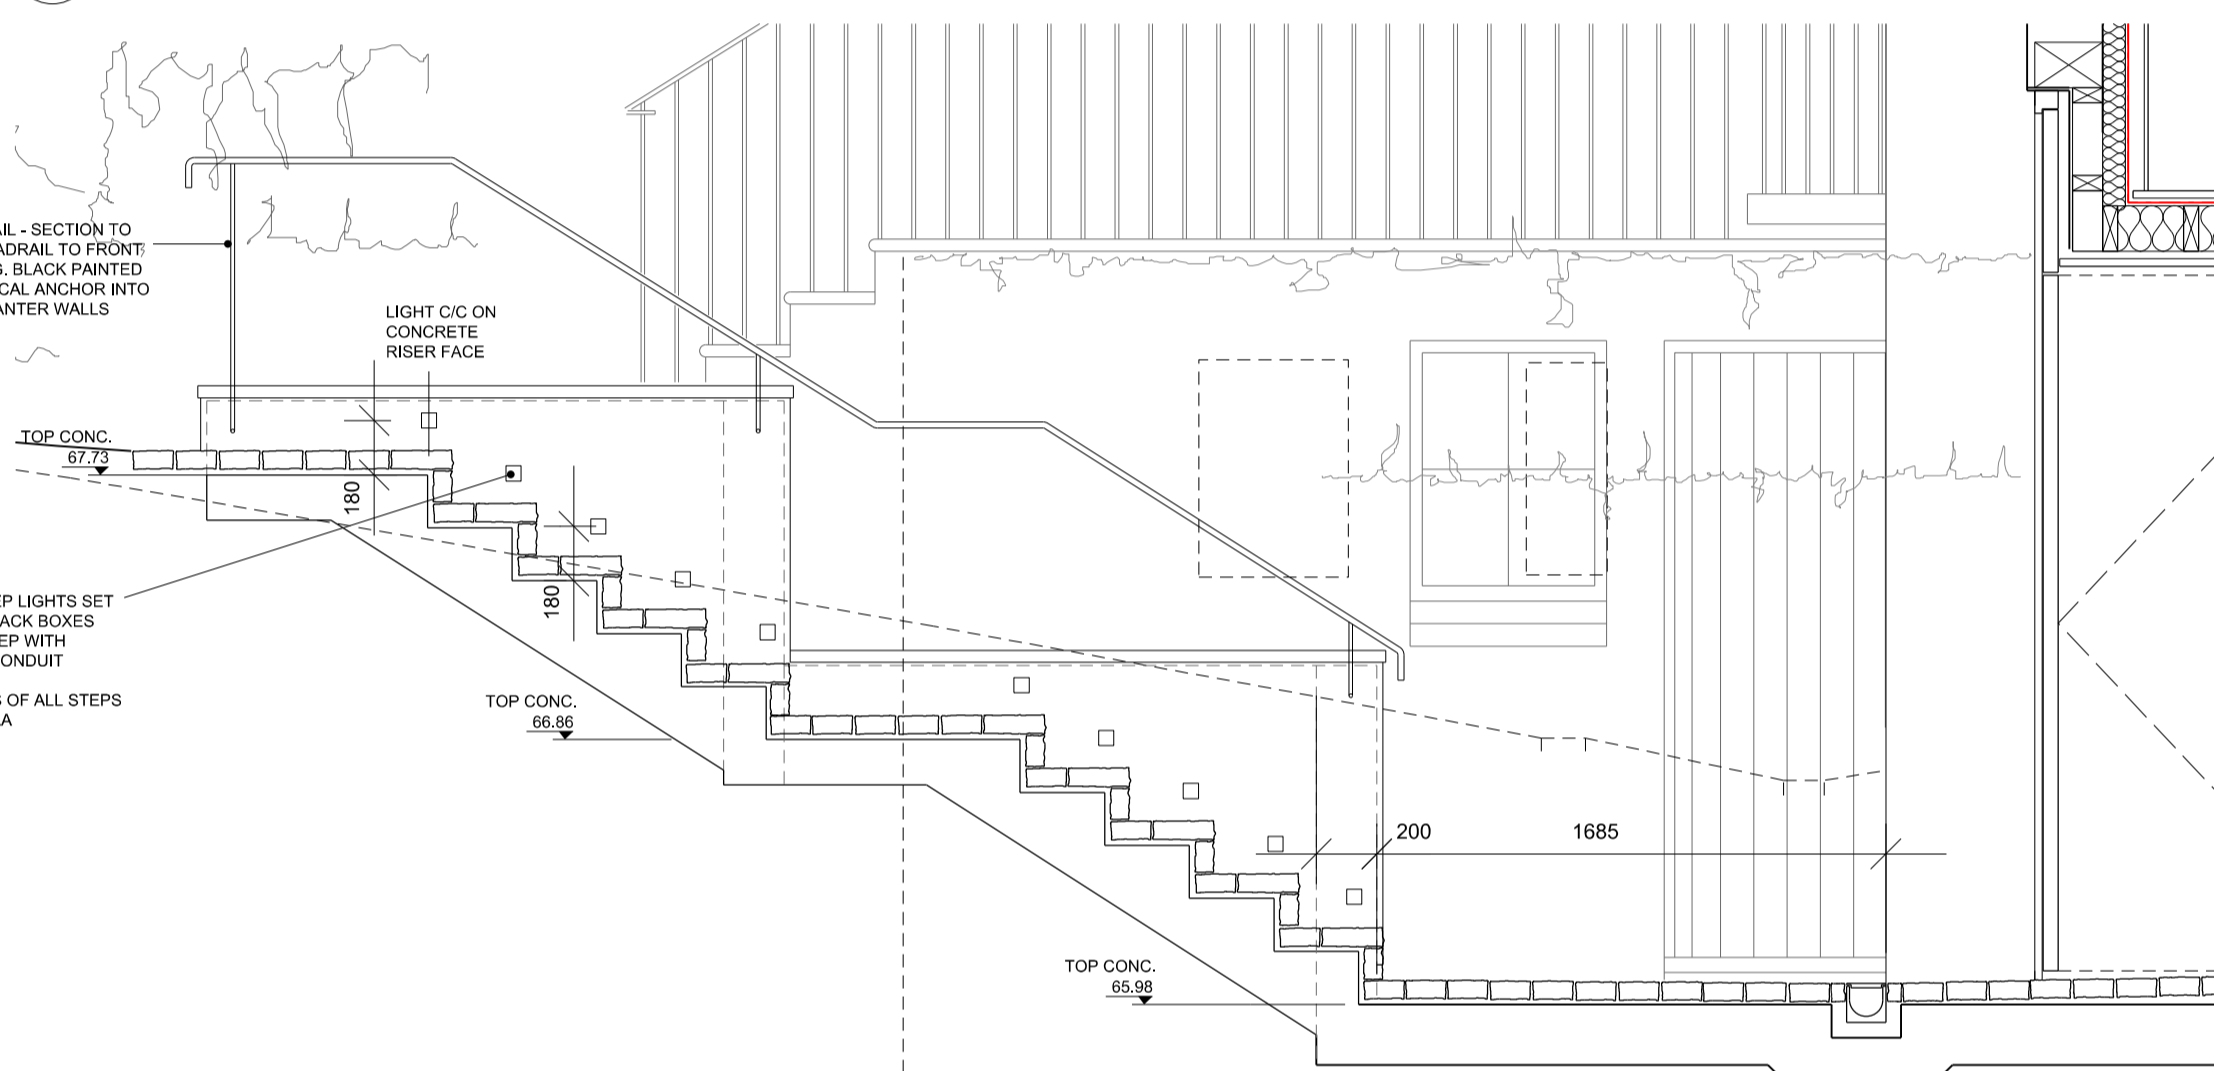 AIL - SECTION TO
ADRAIL TO FRONT,
G. BLACK PAINTED
CAL ANCHOR INTO
ANTER WALLS
LIGHT C/C ON
CONCRETE
RISER FACE
TOP CONC.
67.73
180
180
EP LIGHTS SET
ACK BOXES
EP WITH
ONDUIT
S OF ALL STEPS
TOP CONC.
66.86
200
1685
TOP CONC.
65.98